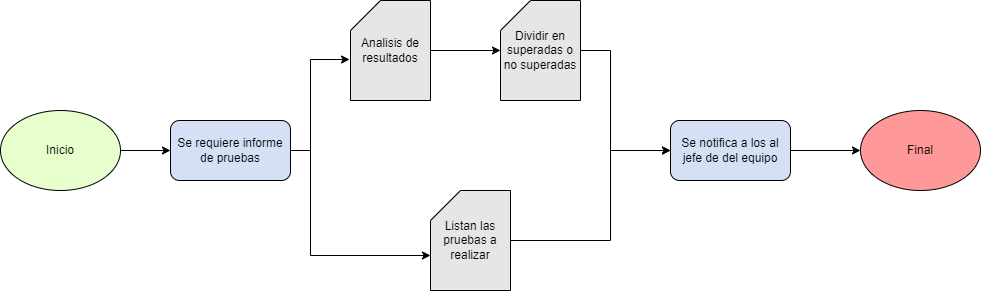 Analisis de
resultados
Dividir en
superadas o
no superadas
Inicio
Se requiere informe
de pruebas
Se notifica a los al
jefe de del equipo
Final
Listan las
pruebas a
realizar